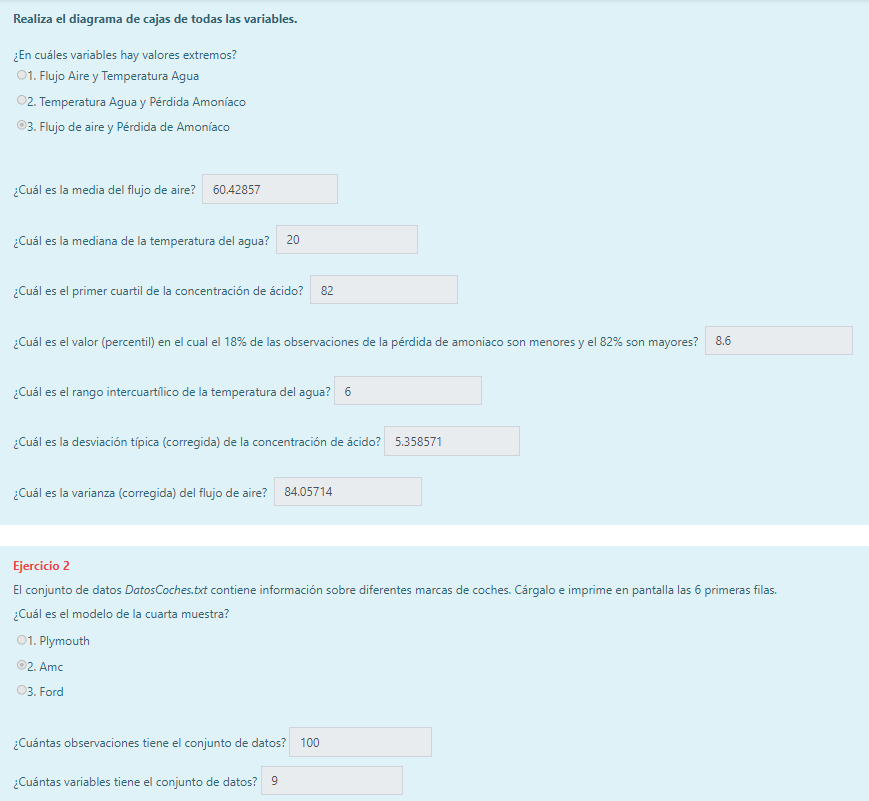 Realiza el diagrama de cajas de todas las variables.
¿En cuáles variables hay valores extremos?
1. Flujo Aire y Temperatura Agua
2. Temperatura Agua y Pérdida Amoníaco
3. Flujo de aire y Pérdida de Amoníaco
¿Cuál es la media del flujo de aire? 60.42857
¿Cuál es la mediana de la temperatura del agua? 20
¿Cuál es el primer cuartil de la concentración de ácido? 82
¿Cuál es el valor (percentil) en el cual el 18% de las observaciones de la pérdida de amoniaco son menores y el 82% son mayores? 8.6
¿Cuál es el rango intercuartílico de la temperatura del agua? 6
¿Cuál es la desviación típica (corregida) de la concentración de ácido? 5.358571
¿Cuál es la varianza (corregida) del flujo de aire? 84.05714
Ejercicio 2
El conjunto de datos DatosCoches.txt contiene información sobre diferentes marcas de coches. Cárgalo e imprime en pantalla las 6 primeras filas.
¿Cuál es el modelo de la cuarta muestra?
1. Plymouth
2. Amc
3. Ford
¿Cuántas observaciones tiene el conjunto de datos? 100
¿Cuántas variables tiene el conjunto de datos? 9